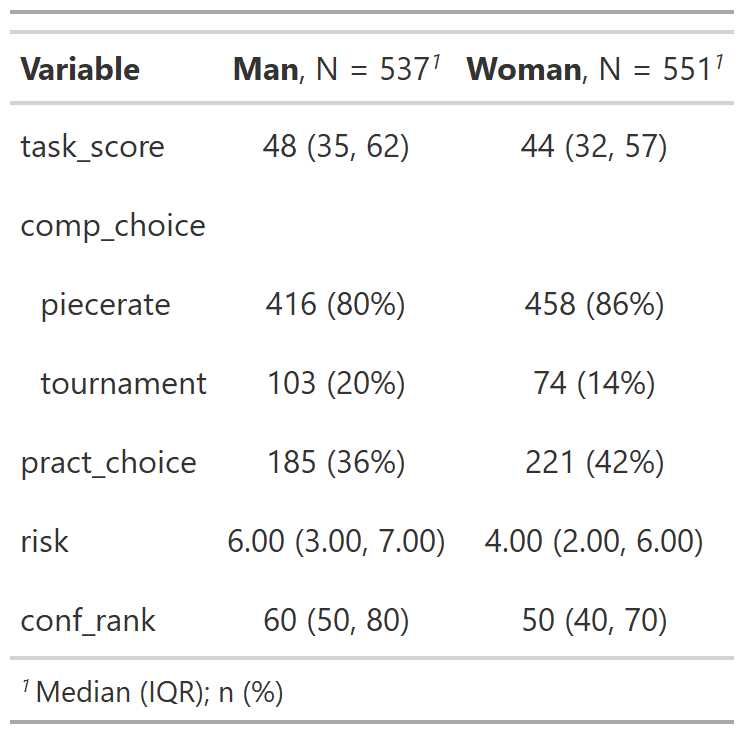 Variable Man, N = 537¹ Woman, N = 551¹
task_score 48 (35, 62) 44 (32, 57)
comp_choice
piecerate 416 (80%) 458 (86%)
tournament 103 (20%) 74 (14%)
pract_choice 185 (36%) 221 (42%)
risk 6.00 (3.00, 7.00) 4.00 (2.00, 6.00)
conf_rank 60 (50, 80) 50 (40, 70)
¹ Median (IQR); n (%)